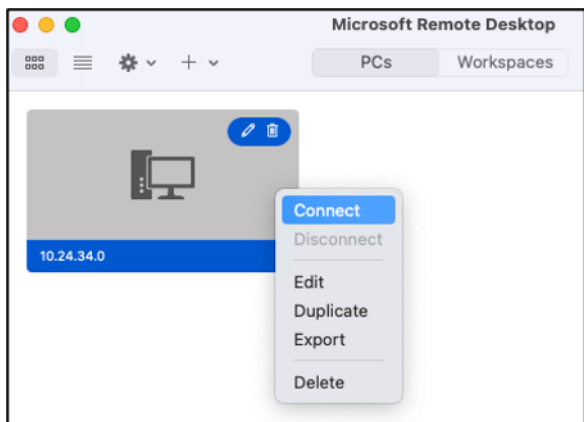 Microsoft Remote Desktop
PCs
Workspaces
10.24.34.0
Connect
Disconnect
Edit
Duplicate
Export
Delete